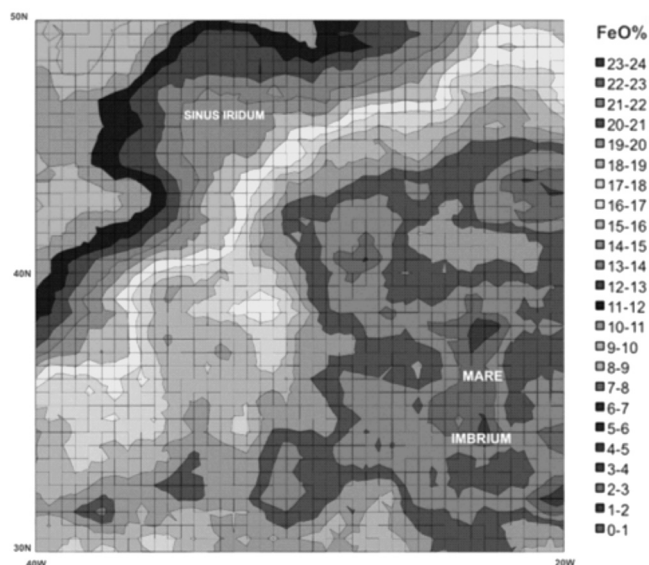 50N
FeO%
23-24
22-23
21-22
20-21
19-20
18-19
17-18
16-17
15-16
14-15
13-14
12-13
11-12
10-11
9-10
8-9
7-8
6-7
5-6
4-5
3-4
2-3
1-2
0-1
SINUS IRIDUM
40N
MARE
IMBRIUM
30N
40W
20W